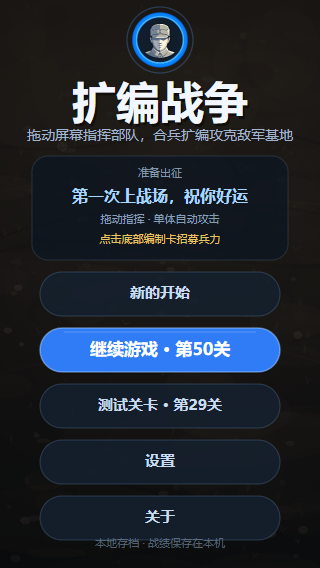 扩编战争
拖动屏幕指挥部队，合兵扩编攻克敌军基地
准备出征
第一次上战场，祝你好运
拖动指挥 · 单体自动攻击
点击底部编制卡招募兵力
新的开始
继续游戏 · 第50关
测试关卡 · 第29关
设置
关于
本地存档 · 战绩保存在本机